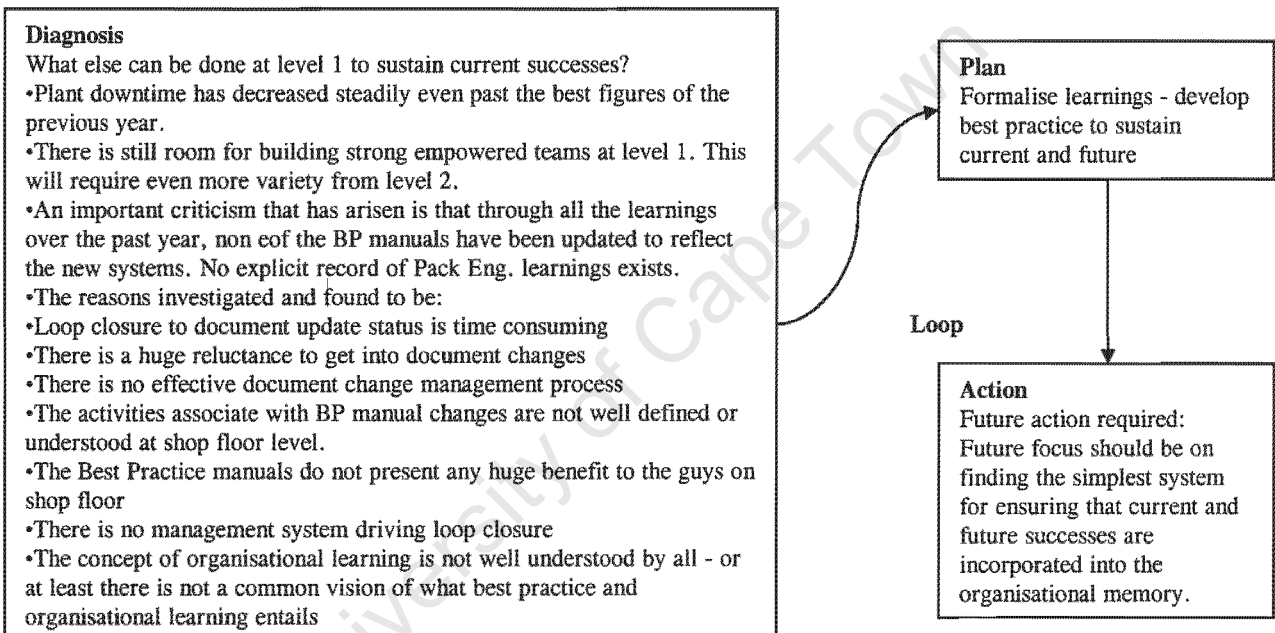 Diagnosis
What else can be done at level 1 to sustain current successes?
•Plant downtime has decreased steadily even past the best figures of the
previous year.
•There is still room for building strong empowered teams at level 1. This
will require even more variety from level 2.
•An important criticism that has arisen is that through all the learnings
over the past year, non eof the BP manuals have been updated to reflect
the new systems. No explicit record of Pack Eng. learnings exists.
•The reasons investigated and found to be:
•Loop closure to document update status is time consuming
•There is a huge reluctance to get into document changes
•There is no effective document change management process
•The activities associate with BP manual changes are not well defined or
understood at shop floor level.
•The Best Practice manuals do not present any huge benefit to the guys on
shop floor
•There is no management system driving loop closure
•The concept of organisational learning is not well understood by all - or
at least there is not a common vision of what best practice and
organisational learning entails
Plan
Formalise learnings - develop
best practice to sustain
current and future
Loop
Action
Future action required:
Future focus should be on
finding the simplest system
for ensuring that current and
future successes are
incorporated into the
organisational memory.
University of Cape Town